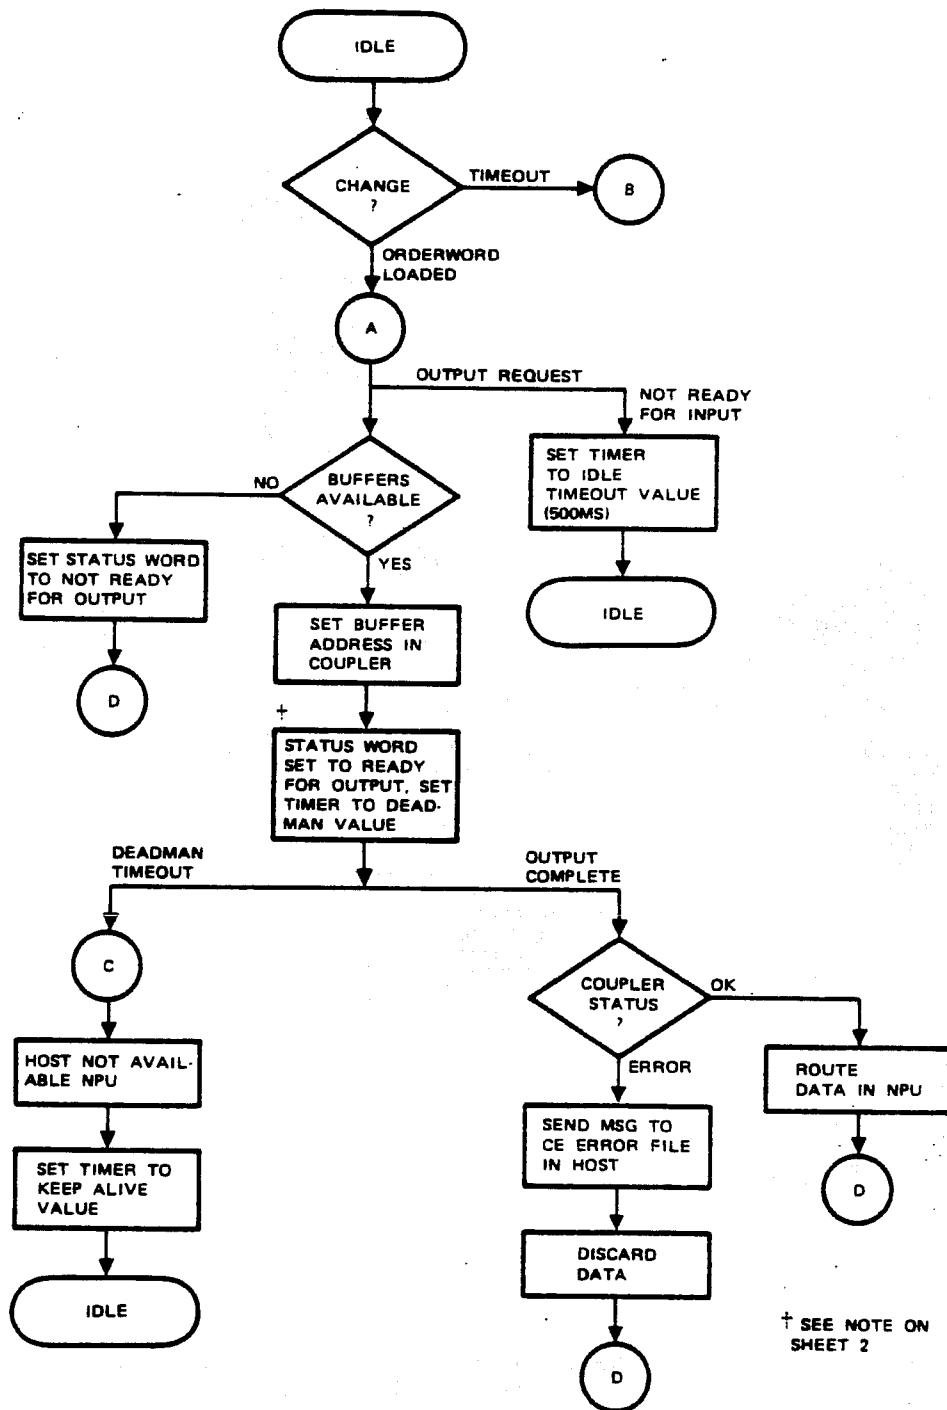 IDLE
CHANGE
?
TIMEOUT
B
ORDERWORD
LOADED
A
OUTPUT REQUEST
NOT READY
FOR INPUT
SET TIMER
TO IDLE
TIMEOUT VALUE
(500MS)
IDLE
BUFFERS
AVAILABLE
?
NO
SET STATUS WORD
TO NOT READY
FOR OUTPUT
D
YES
SET BUFFER
ADDRESS IN
COUPLER
†
STATUS WORD
SET TO READY
FOR OUTPUT, SET
TIMER TO DEAD-
MAN VALUE
DEADMAN
TIMEOUT
OUTPUT
COMPLETE
C
HOST NOT AVAIL-
ABLE NPU
SET TIMER TO
KEEP ALIVE
VALUE
IDLE
COUPLER
STATUS
?
OK
ROUTE
DATA IN NPU
D
ERROR
SEND MSG TO
CE ERROR FILE
IN HOST
DISCARD
DATA
D
† SEE NOTE ON
SHEET 2